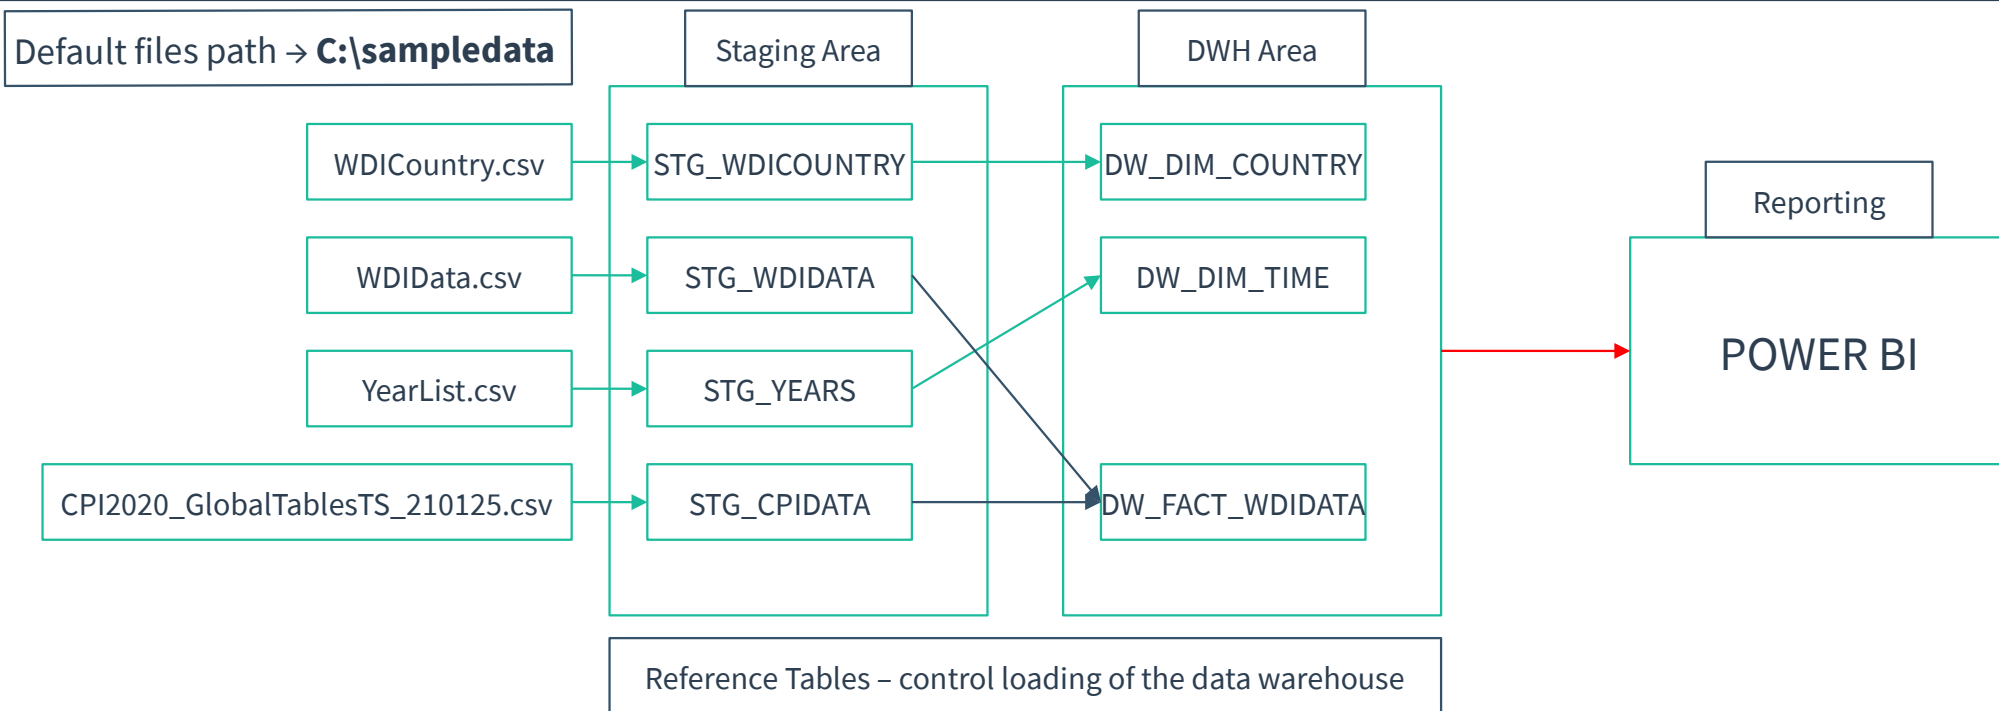 Default files path → C:\sampledata
Staging Area
DWH Area
WDICountry.csv
STG_WDICOUNTRY
DW_DIM_COUNTRY
Reporting
WDIData.csv
STG_WDIDATA
DW_DIM_TIME
POWER BI
YearList.csv
STG_YEARS
CPI2020_GlobalTablesTS_210125.csv
STG_CPIDATA
DW_FACT_WDIDATA
Reference Tables – control loading of the data warehouse